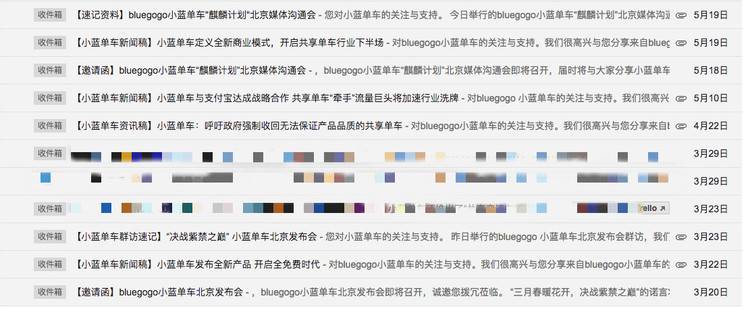 收件箱 【速记资料】bluegogo小蓝单车“麒麟计划”北京媒体沟通会 - 您对小蓝单车的关注与支持。 今日举行的bluegogo小蓝单车“麒麟计划”北京媒体沟通会速 5月19日
收件箱 【小蓝单车新闻稿】小蓝单车定义全新商业模式，开启共享单车行业下半场 - 对bluegogo小蓝单车的关注与支持。我们很高兴与您分享来自blueg 5月19日
收件箱 【邀请函】bluegogo小蓝单车“麒麟计划”北京媒体沟通会 - ，bluegogo小蓝单车“麒麟计划”北京媒体沟通会即将召开，届时将与大家分享小蓝单车 5月18日
收件箱 【小蓝单车新闻稿】小蓝单车与支付宝达成战略合作 共享单车“牵手”流量巨头将加速行业洗牌 - 对bluegogo 小蓝单车的关注与支持。我们很高兴 5月10日
收件箱 【小蓝单车资讯稿】小蓝单车：呼吁政府强制收回无法保证产品品质的共享单车 - 对bluegogo小蓝单车的关注与支持。我们很高兴与您分享来自b 4月22日
收件箱 3月29日
3月29日
收件箱 rello 3月23日
收件箱 【小蓝单车群访速记】“决战紫禁之巅” 小蓝单车北京发布会 - 您对小蓝单车的关注与支持。 昨日举行的bluegogo 小蓝单车北京发布会群访，我们 3月23日
收件箱 【小蓝单车新闻稿】小蓝单车发布全新产品 开启全免费时代 - 对bluegogo小蓝单车的关注与支持。我们很高兴与您分享来自bluegogo小蓝单车的 3月22日
收件箱 【邀请函】bluegogo小蓝单车北京发布会 - ，bluegogo小蓝单车北京发布会即将召开，诚邀您拨冗莅临。 “三月春暖花开，决战紫禁之巅”的诺言 3月20日